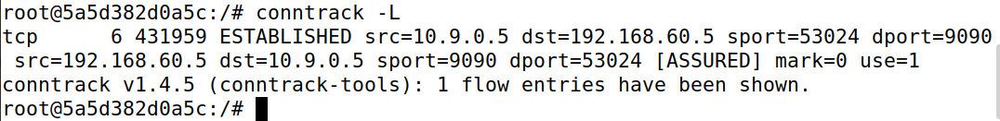 root@5a5d382d0a5c:/# conntrack -L
tcp      6 431959 ESTABLISHED src=10.9.0.5 dst=192.168.60.5 sport=53024 dport=9090
 src=192.168.60.5 dst=10.9.0.5 sport=9090 dport=53024 [ASSURED] mark=0 use=1
conntrack v1.4.5 (conntrack-tools): 1 flow entries have been shown.
root@5a5d382d0a5c:/#